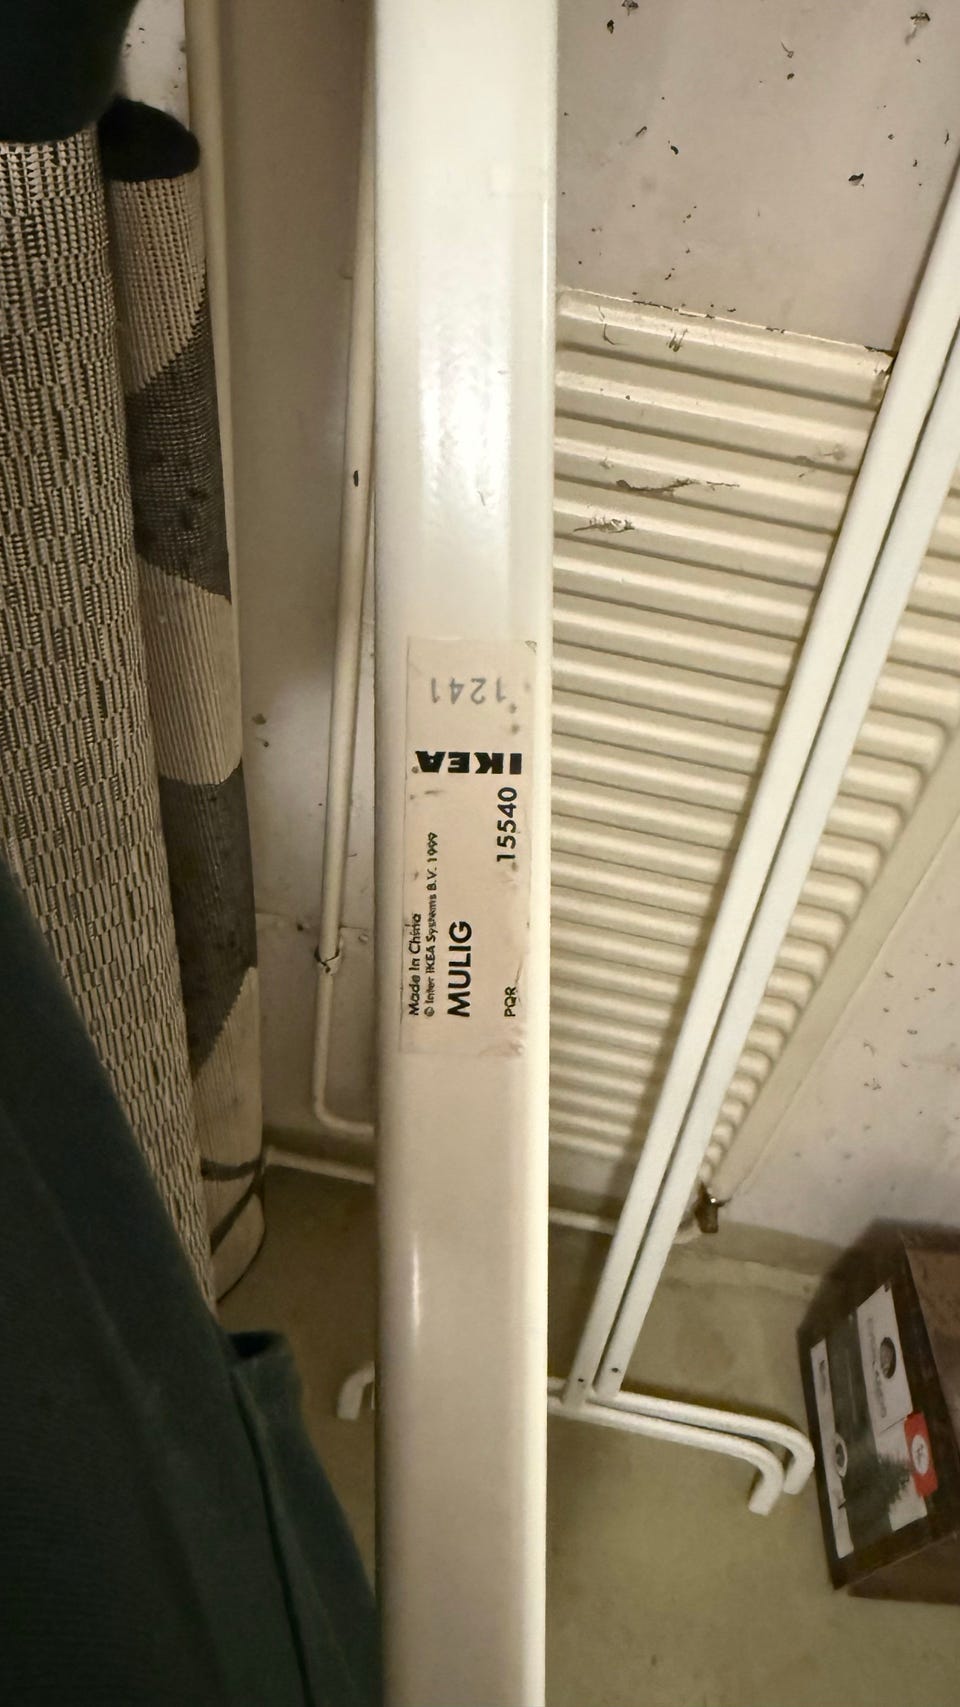 Made in China
© Inter IKEA Systems B.V. 1999
MULIG
PQR
15540
IKEA
1241